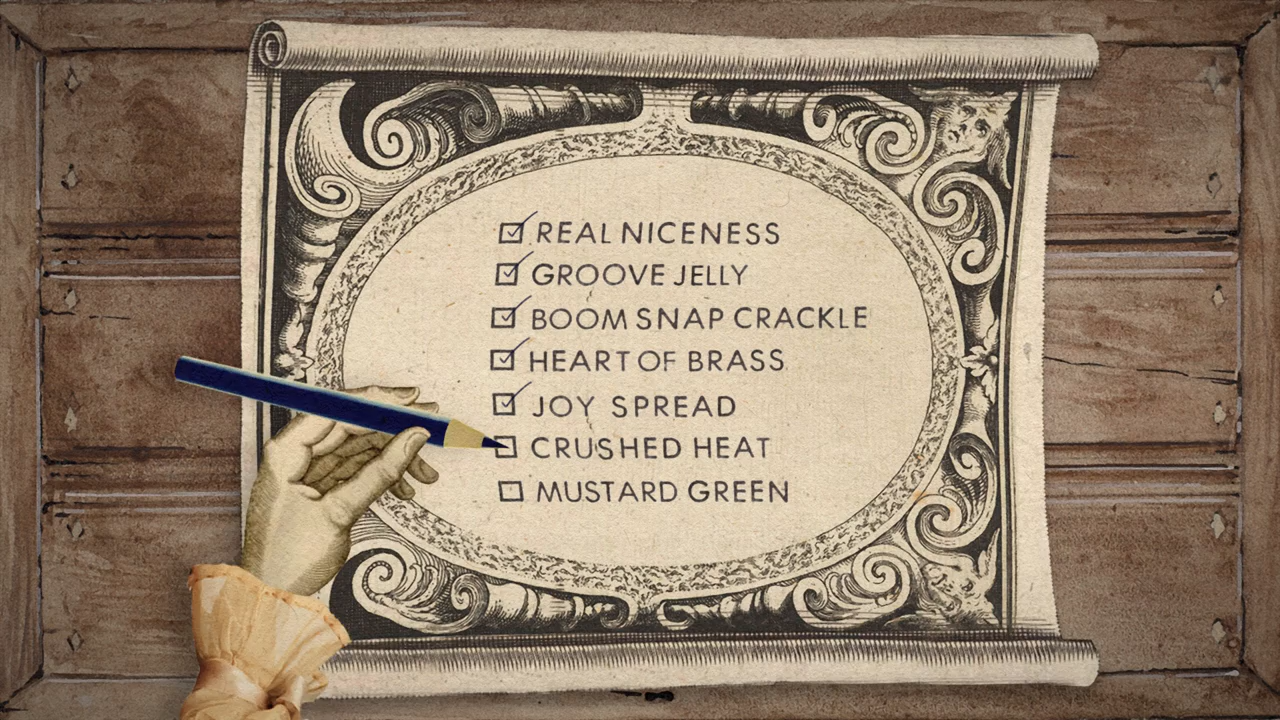 REAL NICENESS
GROOVE JELLY
BOOM SNAP CRACKLE
HEART OF BRASS
JOY SPREAD
CRUSHED HEAT
MUSTARD GREEN